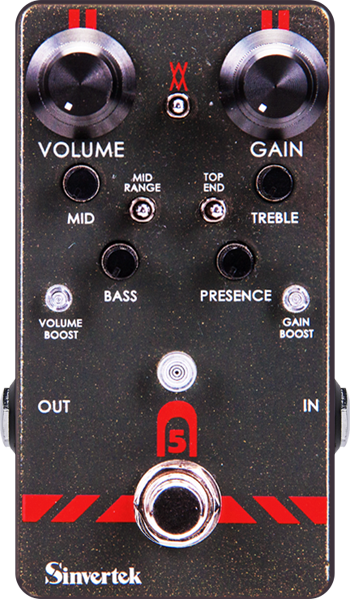 VOLUME
GAIN
MID
RANGE
TOP
END
MID
TREBLE
BASS
PRESENCE
VOLUME
BOOST
GAIN
BOOST
OUT
IN
5
Sinvertek